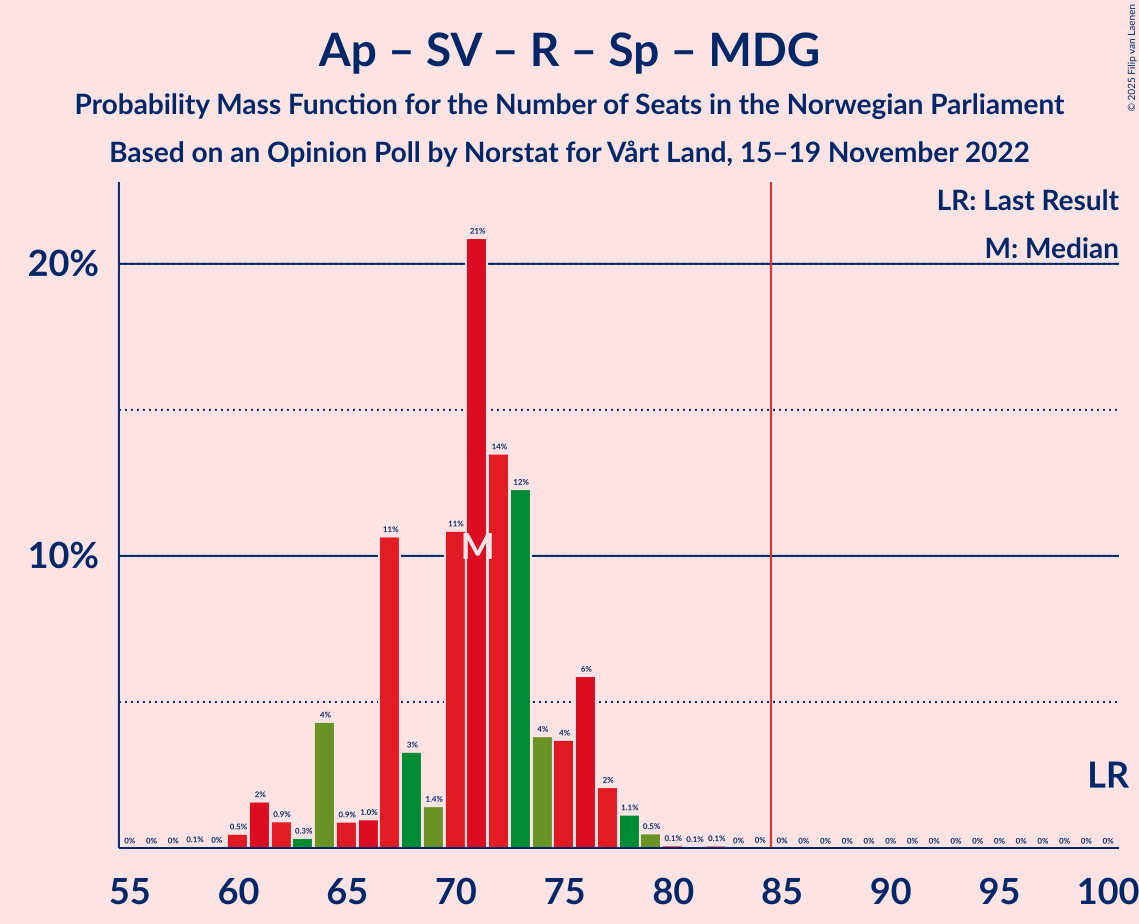 Ap – SV – R – Sp – MDG
Probability Mass Function for the Number of Seats in the Norwegian Parliament
Based on an Opinion Poll by Norstat for Vårt Land, 15–19 November 2022
© 2025 Filip van Laenen
LR: Last Result
M: Median
20%
10%
0% 0% 0% 0.1% 0% 0.5% 2% 0.9% 0.3% 4% 0.9% 1.0% 11% 3% 1.4% 11% 21% 14% 12% 4% 4% 6% 2% 1.1% 0.5% 0.1% 0.1% 0.1% 0% 0% 0% 0% 0% 0% 0% 0% 0% 0% 0% 0% 0% 0% 0% 0% 0% 0%
M
LR
55 60 65 70 75 80 85 90 95 100